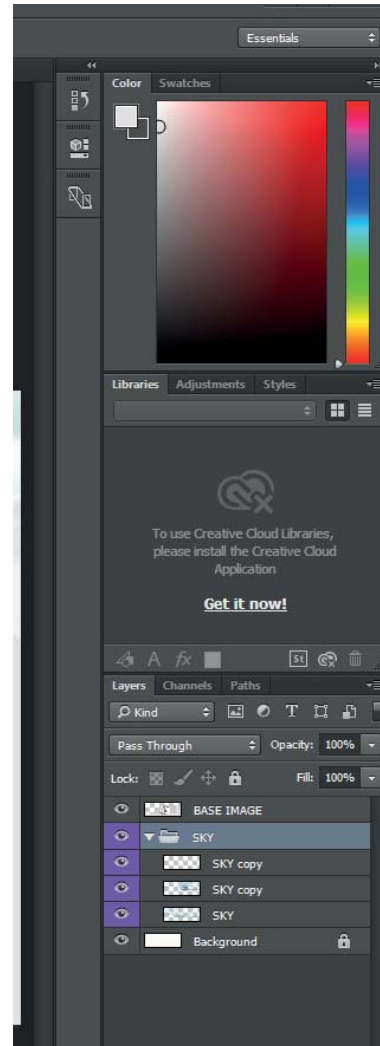 Essentials
Color Swatches
Libraries Adjustments Styles
To use Creative Cloud Libraries,
please install the Creative Cloud
Application
Get it now!
A fx St
Layers Channels Paths
Kind T
Pass Through Opacity: 100%
Lock: Fill: 100%
BASE IMAGE
SKY
SKY copy
SKY copy
SKY
Background